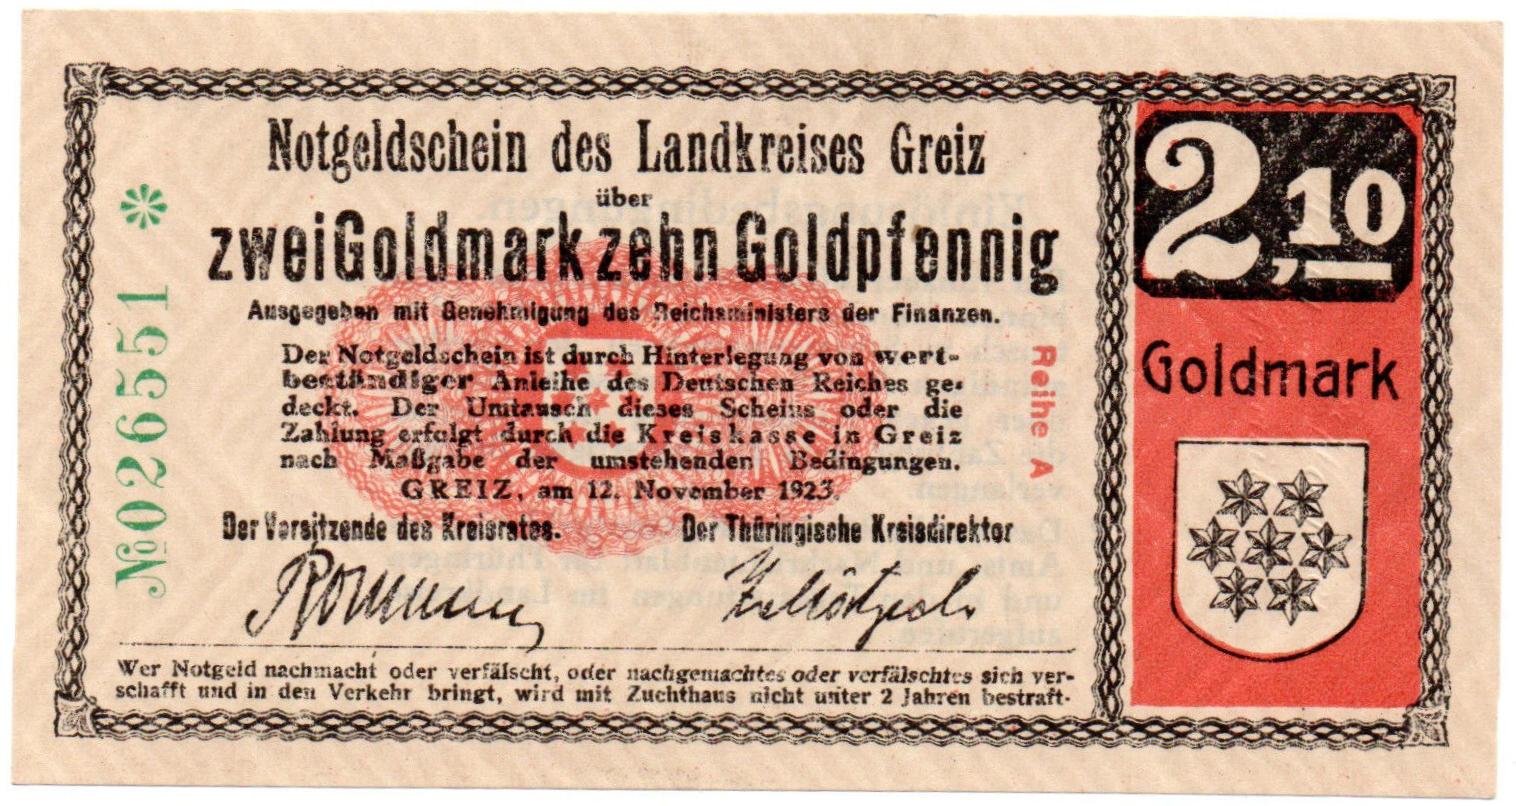 Notgeldschein des Landkreises Greiz
über
zwei Goldmark zehn Goldpfennig
Ausgegeben mit Genehmigung des Reichsministers der Finanzen.
Der Notgeldschein ist durch Hinterlegung von wert-
beständiger Anleihe des Deutschen Reiches ge-
deckt. Der Umtausch dieses Scheins oder die
Zahlung erfolgt durch die Kreiskasse in Greiz
nach Maßgabe der umstehenden Bedingungen.
GREIZ, am 12. November 1923.
Der Vorsitzende des Kreisrates. Der Thüringische Kreisdirektor
Wer Notgeld nachmacht oder verfälscht, oder nachgemachtes oder verfälschtes sich ver-
schafft und in den Verkehr bringt, wird mit Zuchthaus nicht unter 2 Jahren bestraft-
№026551 *
Reihe A
2,10
Goldmark